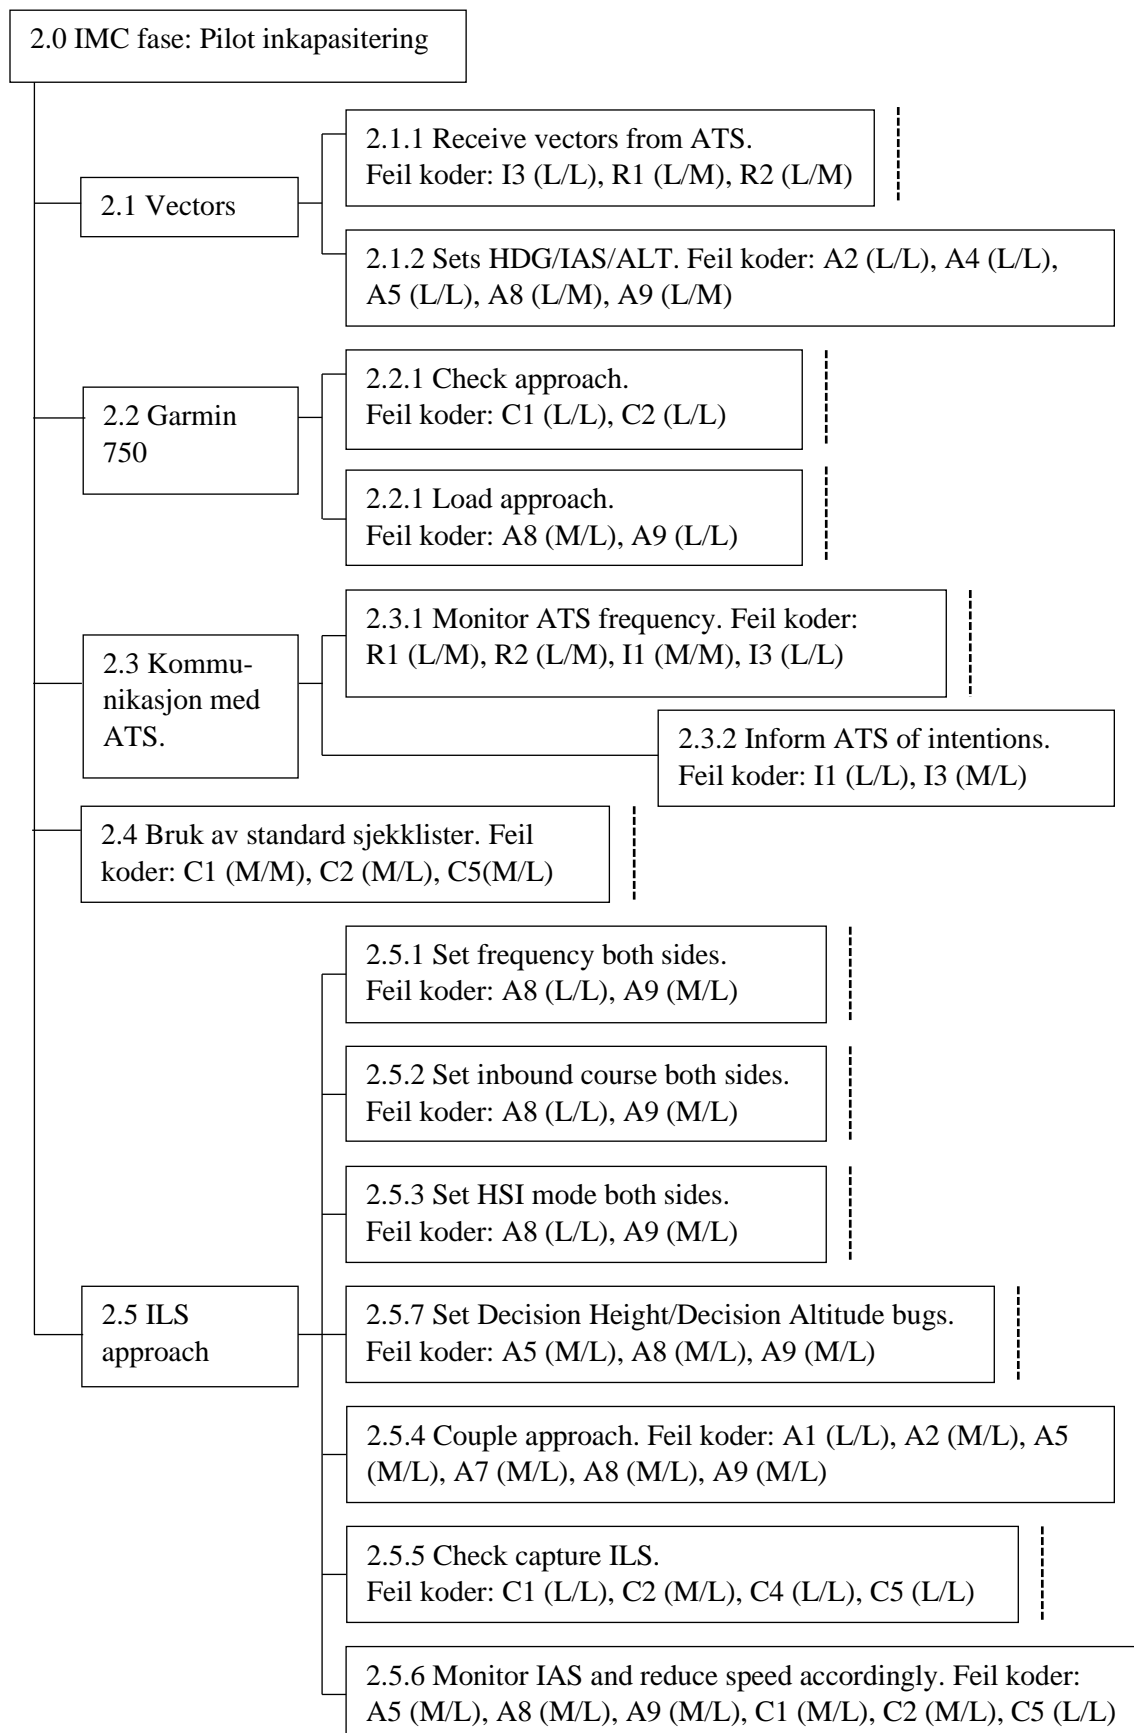 2.0 IMC fase: Pilot inkapasitering
2.1.1 Receive vectors from ATS.
Feil koder: I3 (L/L), R1 (L/M), R2 (L/M)
2.1 Vectors
2.1.2 Sets HDG/IAS/ALT. Feil koder: A2 (L/L), A4 (L/L),
A5 (L/L), A8 (L/M), A9 (L/M)
2.2.1 Check approach.
Feil koder: C1 (L/L), C2 (L/L)
2.2 Garmin
750
2.2.1 Load approach.
Feil koder: A8 (M/L), A9 (L/L)
2.3.1 Monitor ATS frequency. Feil koder:
R1 (L/M), R2 (L/M), I1 (M/M), I3 (L/L)
2.3 Kommu-
nikasjon med
ATS.
2.3.2 Inform ATS of intentions.
Feil koder: I1 (L/L), I3 (M/L)
2.4 Bruk av standard sjekklister. Feil
koder: C1 (M/M), C2 (M/L), C5(M/L)
2.5.1 Set frequency both sides.
Feil koder: A8 (L/L), A9 (M/L)
2.5.2 Set inbound course both sides.
Feil koder: A8 (L/L), A9 (M/L)
2.5.3 Set HSI mode both sides.
Feil koder: A8 (L/L), A9 (M/L)
2.5 ILS
approach
2.5.7 Set Decision Height/Decision Altitude bugs.
Feil koder: A5 (M/L), A8 (M/L), A9 (M/L)
2.5.4 Couple approach. Feil koder: A1 (L/L), A2 (M/L), A5
(M/L), A7 (M/L), A8 (M/L), A9 (M/L)
2.5.5 Check capture ILS.
Feil koder: C1 (L/L), C2 (M/L), C4 (L/L), C5 (L/L)
2.5.6 Monitor IAS and reduce speed accordingly. Feil koder:
A5 (M/L), A8 (M/L), A9 (M/L), C1 (M/L), C2 (M/L), C5 (L/L)